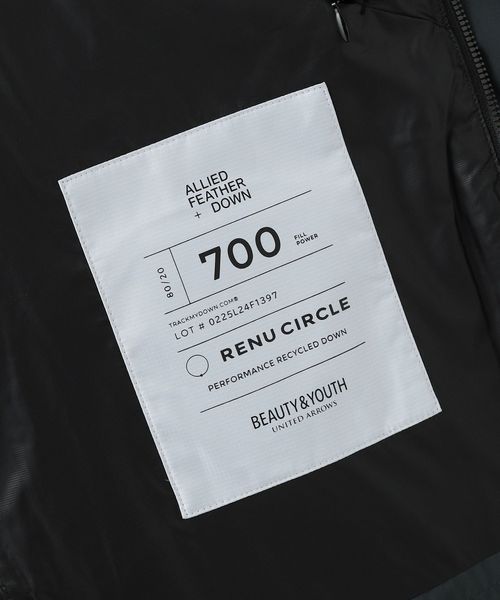 ALLIED
FEATHER
+ DOWN
80/20
700
FILL
POWER
TRACKMYDOWN.COM®
LOT # 0225L24F1397
RENU CIRCLE
PERFORMANCE RECYCLED DOWN
BEAUTY&YOUTH
UNITED ARROWS